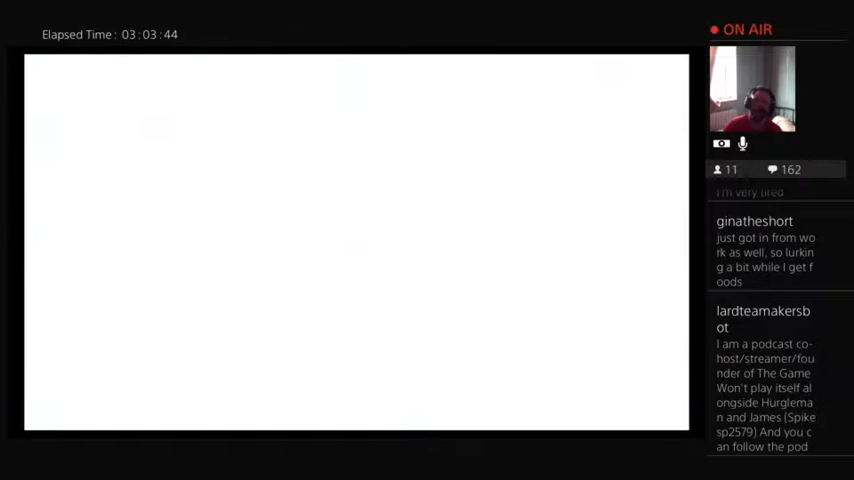 Elapsed Time: 03:03:44
ON AIR
11 162
I'm very tired
ginatheshort
just got in from wo
rk as well, so lurkin
g a bit while I get f
oods
lardteamakersb
ot
I am a podcast co-
host/streamer/fou
nder of The Game
Won't play itself al
ongside Hurglema
n and James (Spike
sp2579) And you c
an follow the pod